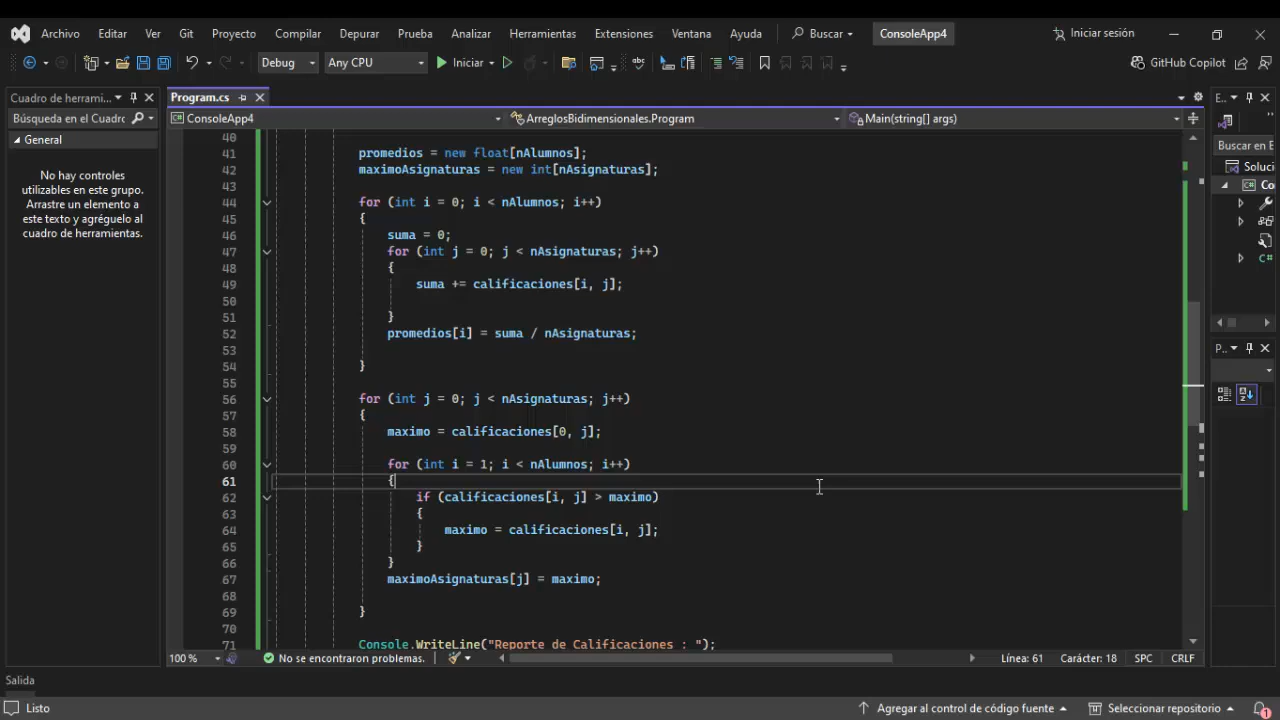 Archivo Editar Ver Git Proyecto Compilar Depurar Prueba Analizar Herramientas Extensiones Ventana Ayuda Buscar ConsoleApp4 Iniciar sesión
Debug Any CPU Iniciar GitHub Copilot
Cuadro de herrami...
Búsqueda en el Cuadro
General
No hay controles
utilizables en este grupo.
Arrastre un elemento a
este texto y agréguelo al
cuadro de herramientas.
Program.cs
ConsoleApp4 ArreglosBidimensionales.Program Main(string[] args)
40
41 promedios = new float[nAlumnos];
42 maximoAsignaturas = new int[nAsignaturas];
43
44 for (int i = 0; i < nAlumnos; i++)
45 {
46 suma = 0;
47 for (int j = 0; j < nAsignaturas; j++)
48 {
49 suma += calificaciones[i, j];
50
51 }
52 promedios[i] = suma / nAsignaturas;
53
54 }
55
56 for (int j = 0; j < nAsignaturas; j++)
57 {
58 maximo = calificaciones[0, j];
59
60 for (int i = 1; i < nAlumnos; i++)
61 {
62 if (calificaciones[i, j] > maximo)
63 {
64 maximo = calificaciones[i, j];
65 }
66 }
67 maximoAsignaturas[j] = maximo;
68
69 }
70
71 Console.WriteLine("Reporte de Calificaciones : ");
100 % No se encontraron problemas. Línea: 61 Carácter: 18 SPC CRLF
E...
Buscar en E
Soluci
Co
C#
P...
Salida
Listo Agregar al control de código fuente Seleccionar repositorio 1